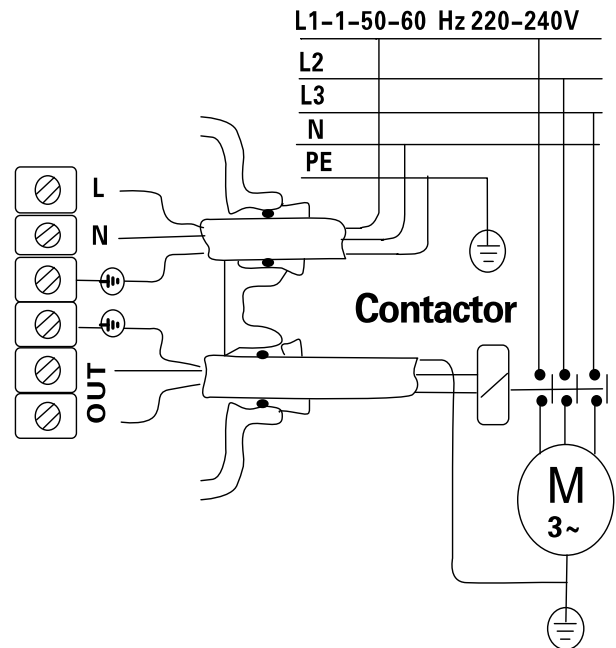 L1-1-50-60 Hz 220-240V
L2
L3
N
PE
L
N
OUT
Contactor
M
3~